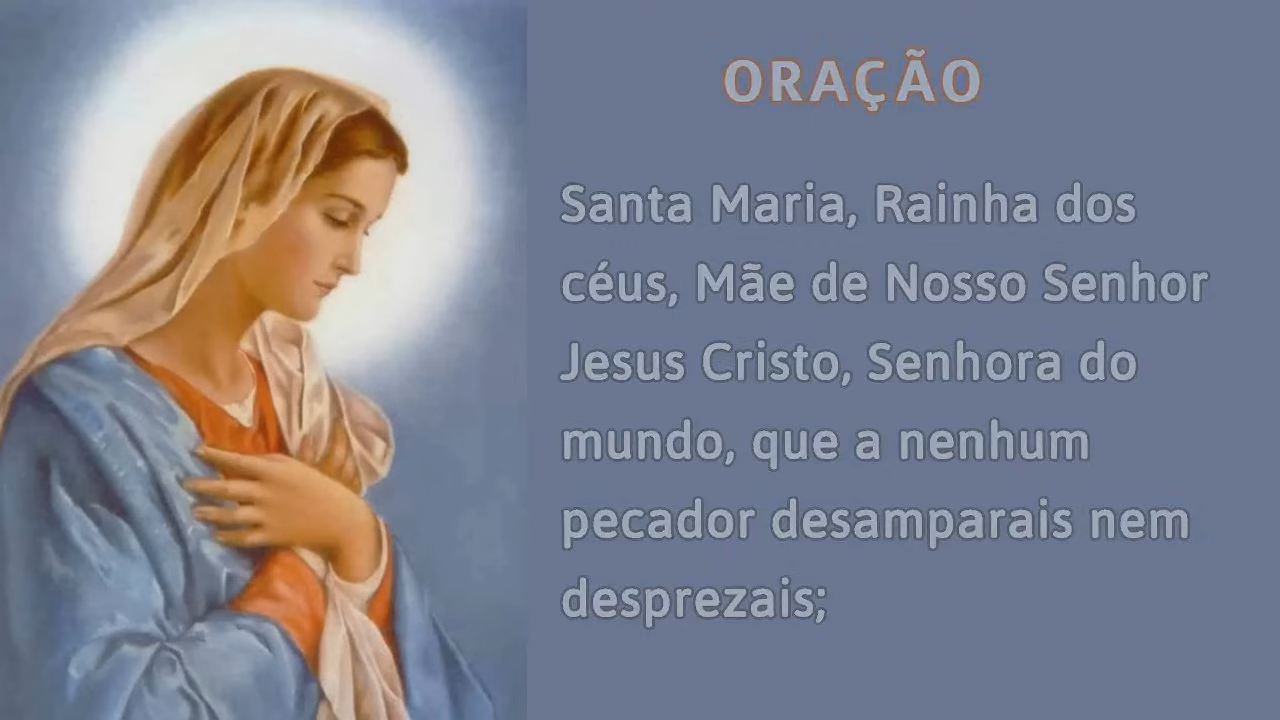 ORAÇÃO
Santa Maria, Rainha dos
céus, Mãe de Nosso Senhor
Jesus Cristo, Senhora do
mundo, que a nenhum
pecador desamparais nem
desprezais;